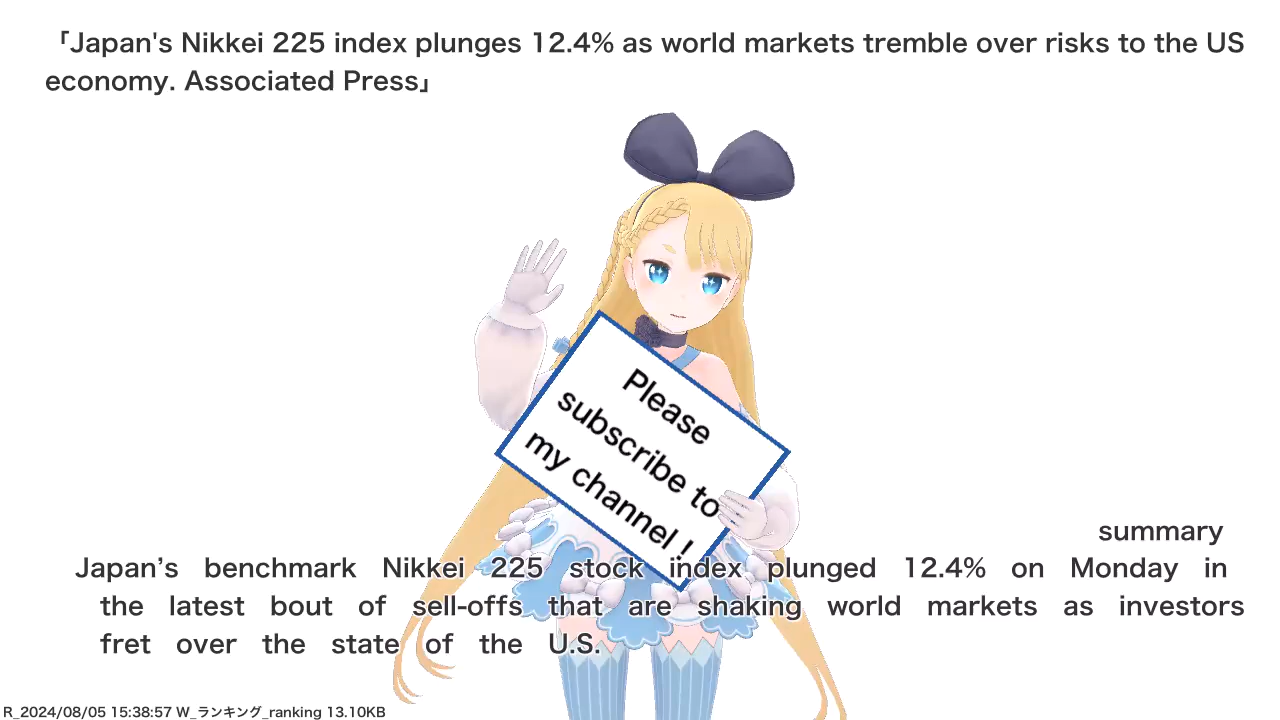 「Japan's Nikkei 225 index plunges 12.4% as world markets tremble over risks to the US
economy. Associated Press」
Please
subscribe to
my channel !
summary
Japan’s benchmark Nikkei 225 stock index plunged 12.4% on Monday in
the latest bout of sell-offs that are shaking world markets as investors
fret over the state of the U.S.
R_2024/08/05 15:38:57 W_ランキング_ranking 13.10KB